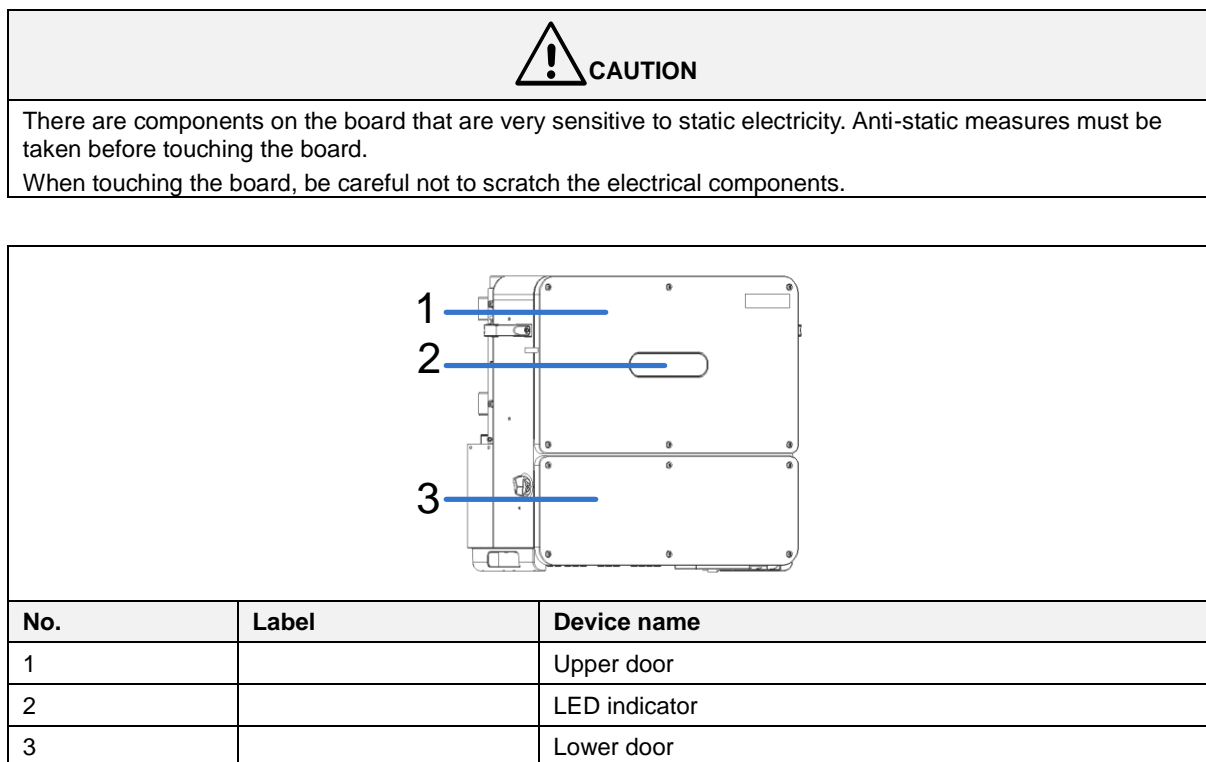 CAUTION
There are components on the board that are very sensitive to static electricity. Anti-static measures must be
taken before touching the board.
When touching the board, be careful not to scratch the electrical components.
1
2
3
No. Label Device name
1 Upper door
2 LED indicator
3 Lower door